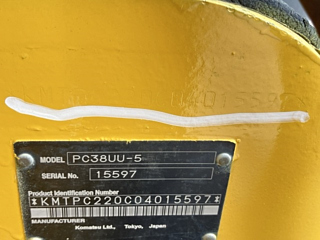 MODEL PC38UU-5
SERIAL No. 15597
Product Identification Number
*KMTPC220C04015597*
MANUFACTURER
Komatsu Ltd., Tokyo, Japan